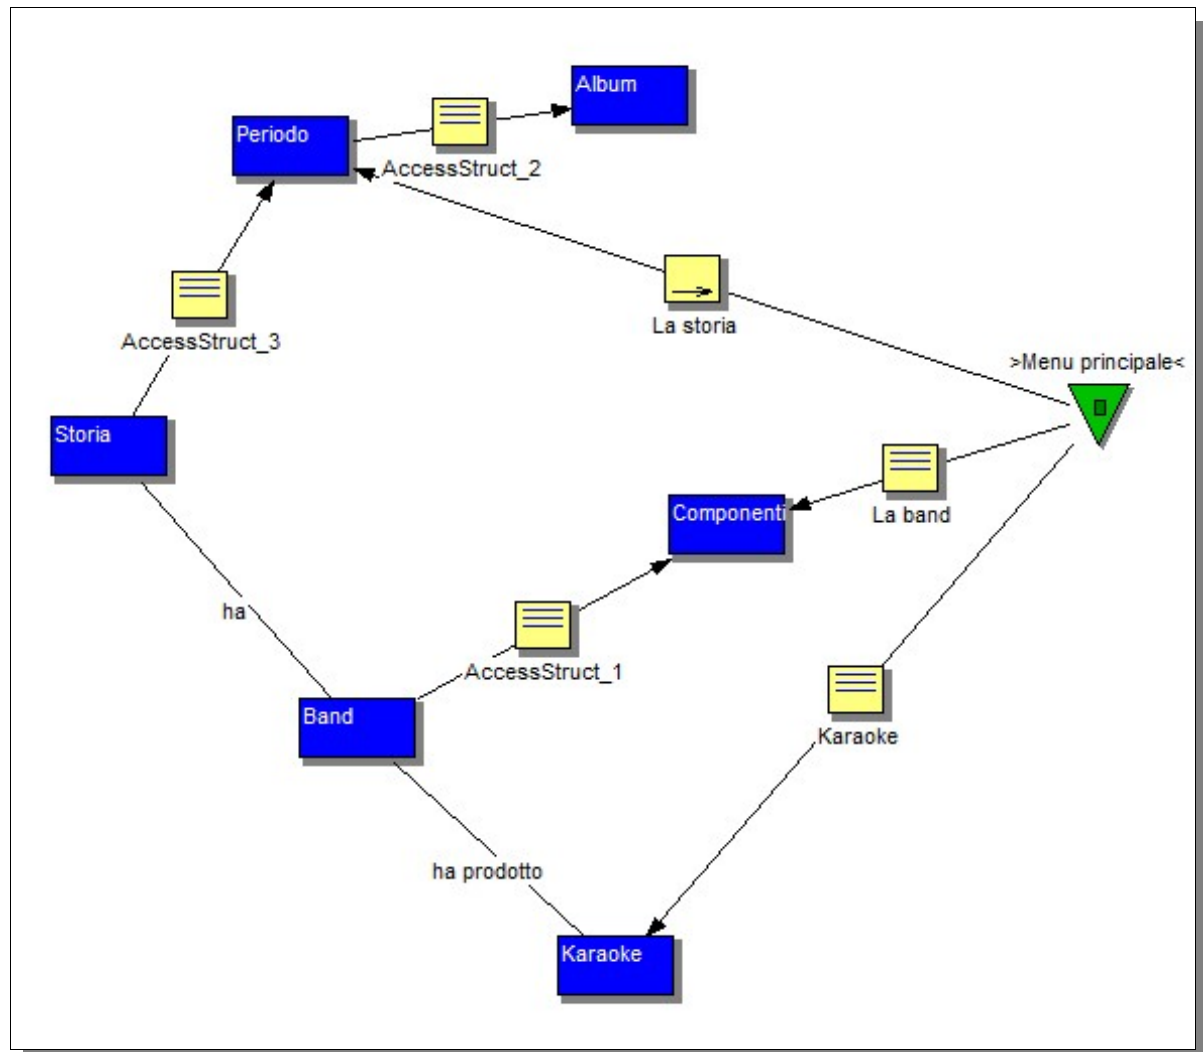 Album
Periodo
AccessStruct_2
La storia
AccessStruct_3
>Menu principale<
Storia
Componenti
La band
ha
AccessStruct_1
Band
Karaoke
ha prodotto
Karaoke